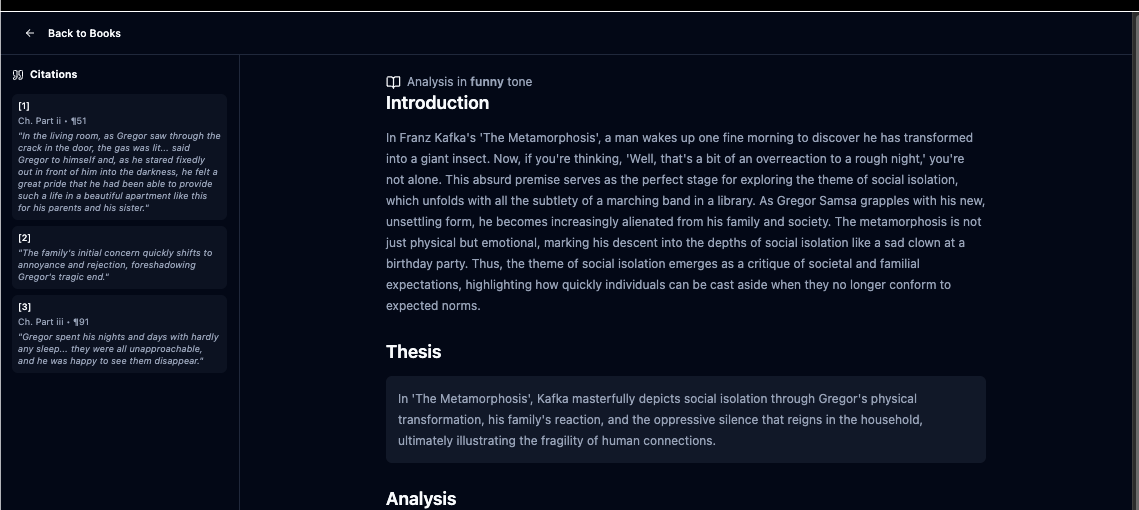 Back to Books
Citations
[1]
Ch. Part ii • ¶51
"In the living room, as Gregor saw through the
crack in the door, the gas was lit... said
Gregor to himself and, as he stared fixedly
out in front of him into the darkness, he felt a
great pride that he had been able to provide
such a life in a beautiful apartment like this
for his parents and his sister."
[2]
"The family's initial concern quickly shifts to
annoyance and rejection, foreshadowing
Gregor's tragic end."
[3]
Ch. Part iii • ¶91
"Gregor spent his nights and days with hardly
any sleep... they were all unapproachable,
and he was happy to see them disappear."
Analysis in funny tone
Introduction
In Franz Kafka's 'The Metamorphosis', a man wakes up one fine morning to discover he has transformed
into a giant insect. Now, if you're thinking, 'Well, that's a bit of an overreaction to a rough night,' you're
not alone. This absurd premise serves as the perfect stage for exploring the theme of social isolation,
which unfolds with all the subtlety of a marching band in a library. As Gregor Samsa grapples with his new,
unsettling form, he becomes increasingly alienated from his family and society. The metamorphosis is not
just physical but emotional, marking his descent into the depths of social isolation like a sad clown at a
birthday party. Thus, the theme of social isolation emerges as a critique of societal and familial
expectations, highlighting how quickly individuals can be cast aside when they no longer conform to
expected norms.
Thesis
In 'The Metamorphosis', Kafka masterfully depicts social isolation through Gregor's physical
transformation, his family's reaction, and the oppressive silence that reigns in the household,
ultimately illustrating the fragility of human connections.
Analysis